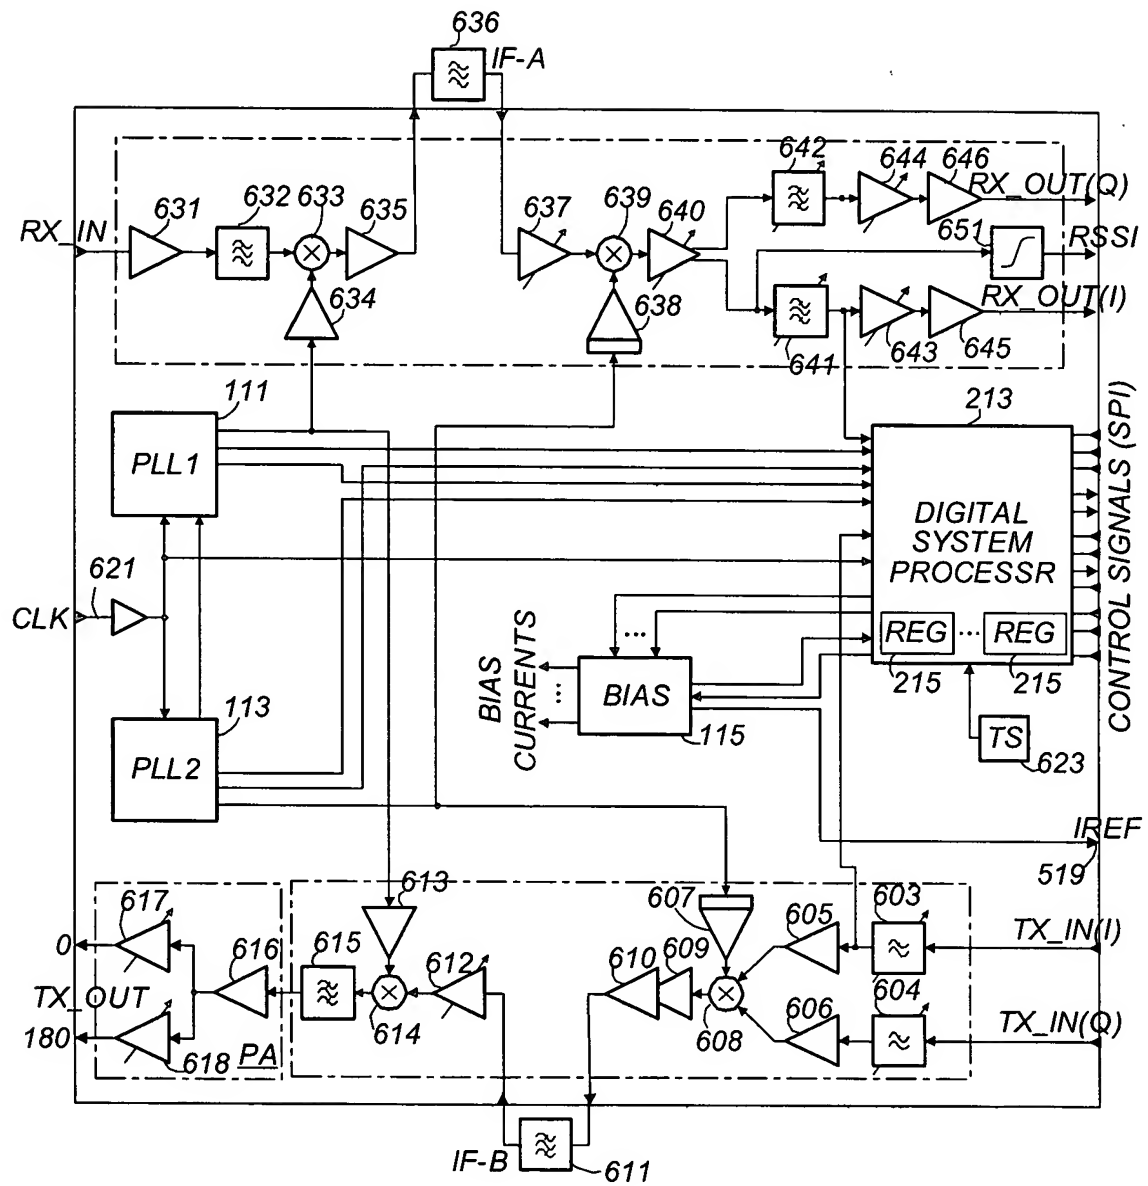 636
IF-A
642
644
646
RX_OUT(Q)
631
632
633
635
637
639
640
651
RSSI
RX_IN
634
638
RX_OUT(I)
641
643
645
111
213
PLL1
DIGITAL
SYSTEM
PROCESSR
CONTROL SIGNALS (SPI)
621
CLK
...
REG
...
REG
215
215
BIAS
CURRENTS
...
BIAS
115
113
PLL2
TS
623
IREF
519
617
613
607
605
603
TX_IN(I)
0
616
615
612
610
609
TX_OUT
614
608
606
604
TX_IN(Q)
180
618
PA
IF-B
611